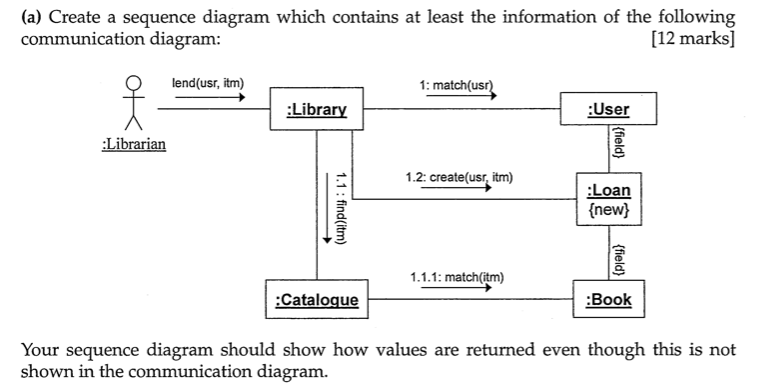 (a) Create a sequence diagram which contains at least the information of the following
communication diagram: [12 marks]
lend(usr, itm)
1: match(usr)
:Library
:User
:Librarian
{field}
1.1 : find(itm)
1.2: create(usr, itm)
:Loan
{new}
{field}
1.1.1: match(itm)
:Catalogue
:Book
Your sequence diagram should show how values are returned even though this is not
shown in the communication diagram.